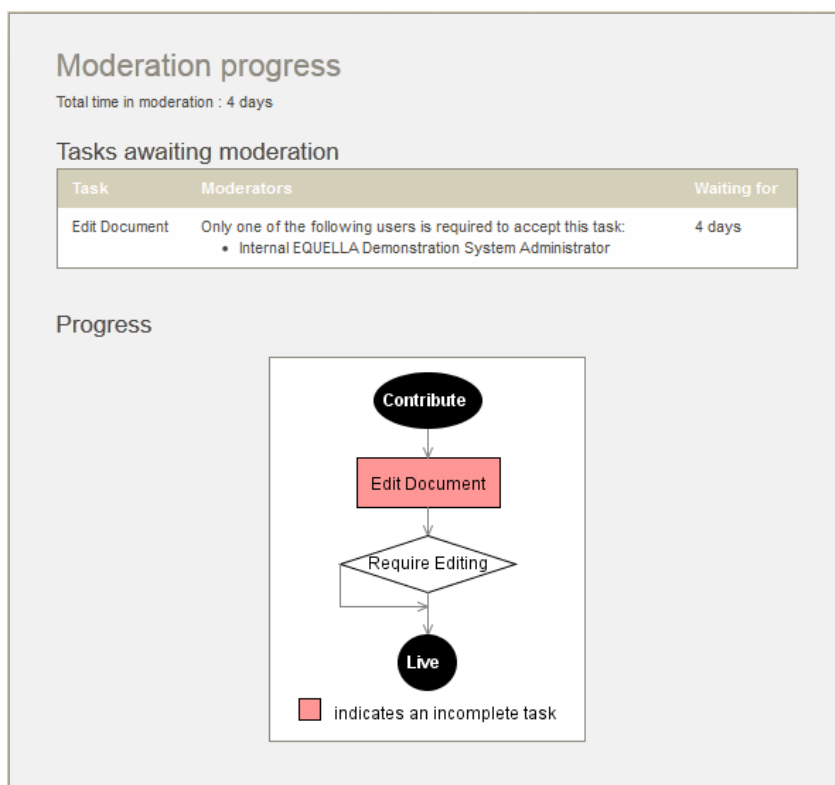 Moderation progress
Total time in moderation : 4 days
Tasks awaiting moderation
Task Moderators Waiting for
Edit Document Only one of the following users is required to accept this task: 4 days
• Internal EQUELLA Demonstration System Administrator
Progress
Contribute
Edit Document
Require Editing
Live
indicates an incomplete task